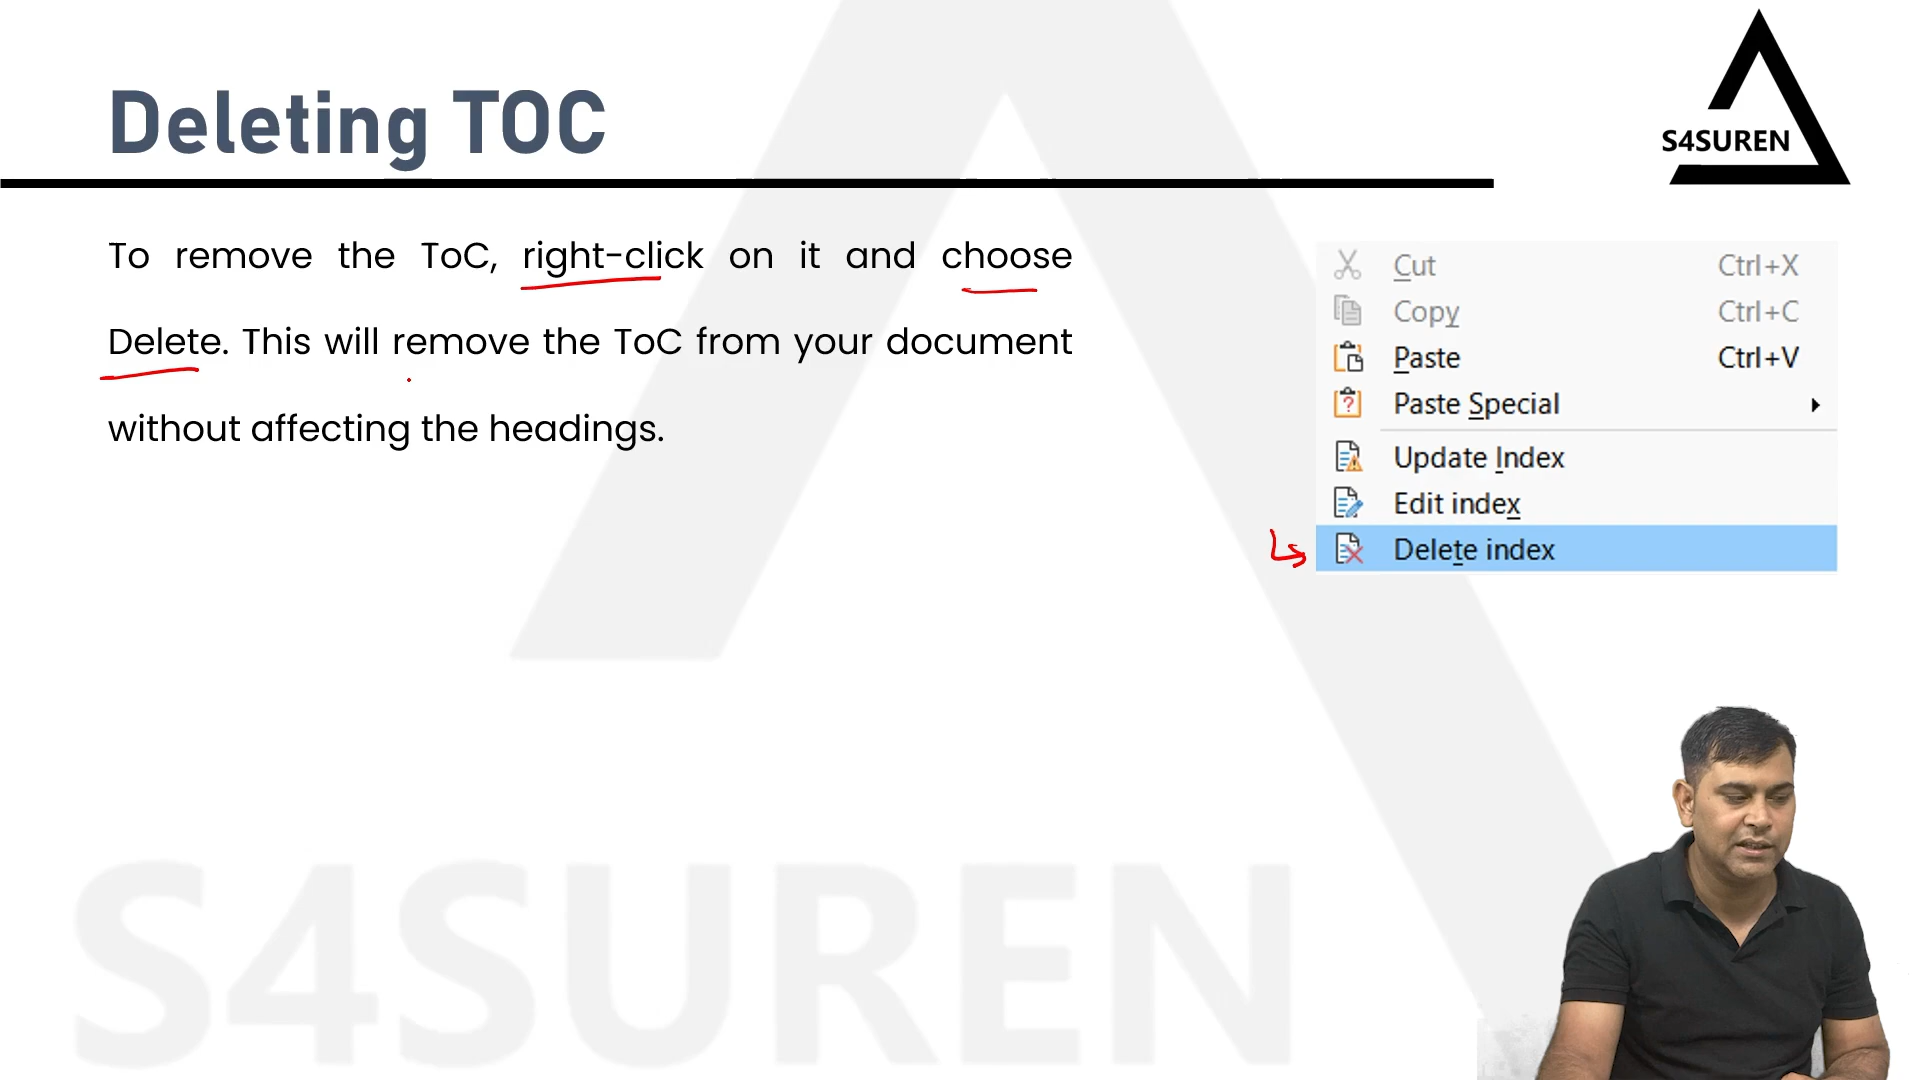 Deleting TOC
S4SUREN
To remove the ToC, right-click on it and choose
Delete. This will remove the ToC from your document
without affecting the headings.
Cut Ctrl+X
Copy Ctrl+C
Paste Ctrl+V
Paste Special
Update Index
Edit index
Delete index
S4SUREN